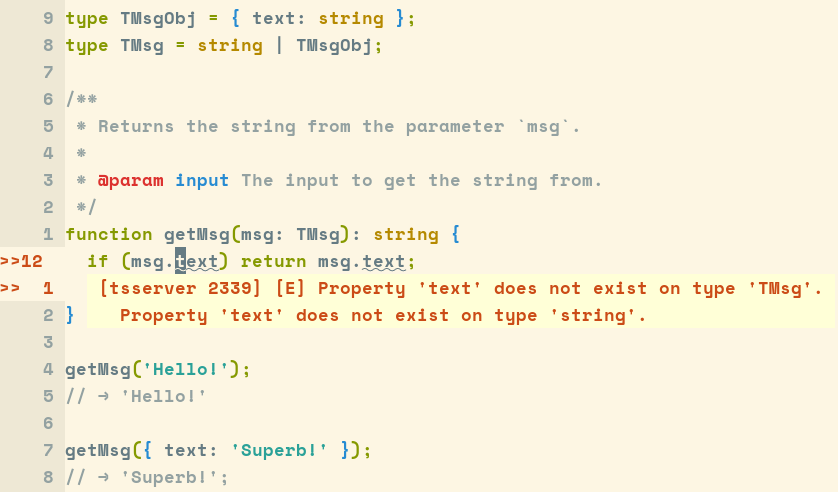 9 type TMsgObj = { text: string };
8 type TMsg = string | TMsgObj;
7
6 /**
5  * Returns the string from the parameter `msg`.
4  *
3  * @param input The input to get the string from.
2  */
1 function getMsg(msg: TMsg): string {
>>12   if (msg.text) return msg.text;
>> 1    [tsserver 2339] [E] Property 'text' does not exist on type 'TMsg'.
2 }    Property 'text' does not exist on type 'string'.
3
4 getMsg('Hello!');
5 // → 'Hello!'
6
7 getMsg({ text: 'Superb!' });
8 // → 'Superb!';